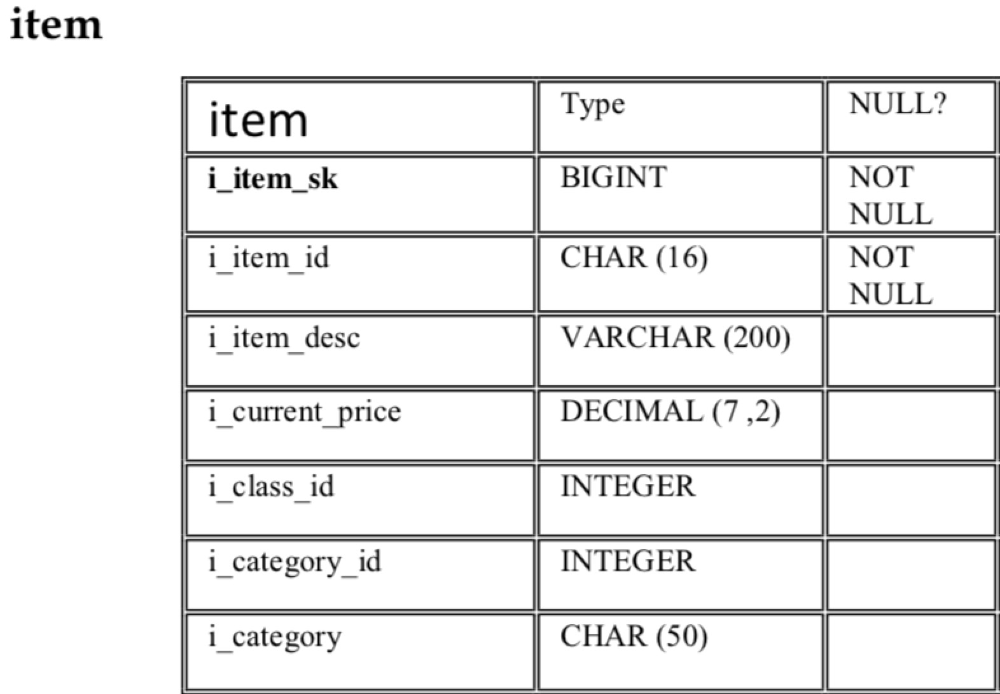 item
item Type NULL?
i_item_sk BIGINT NOT
NULL
i_item_id CHAR (16) NOT
NULL
i_item_desc VARCHAR (200)
i_current_price DECIMAL (7 ,2)
i_class_id INTEGER
i_category_id INTEGER
i_category CHAR (50)